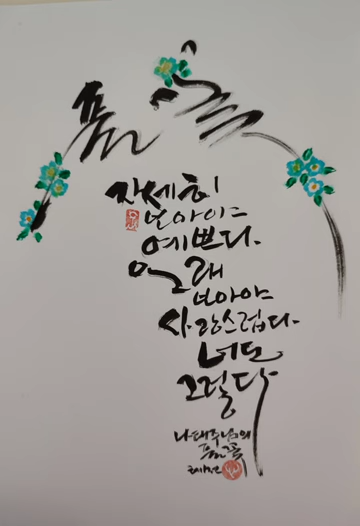 풀꽃
자세히
보아야
예쁘다.
오래
보아야
사랑스럽다.
너도
그렇다
나태주님의
풀꽃